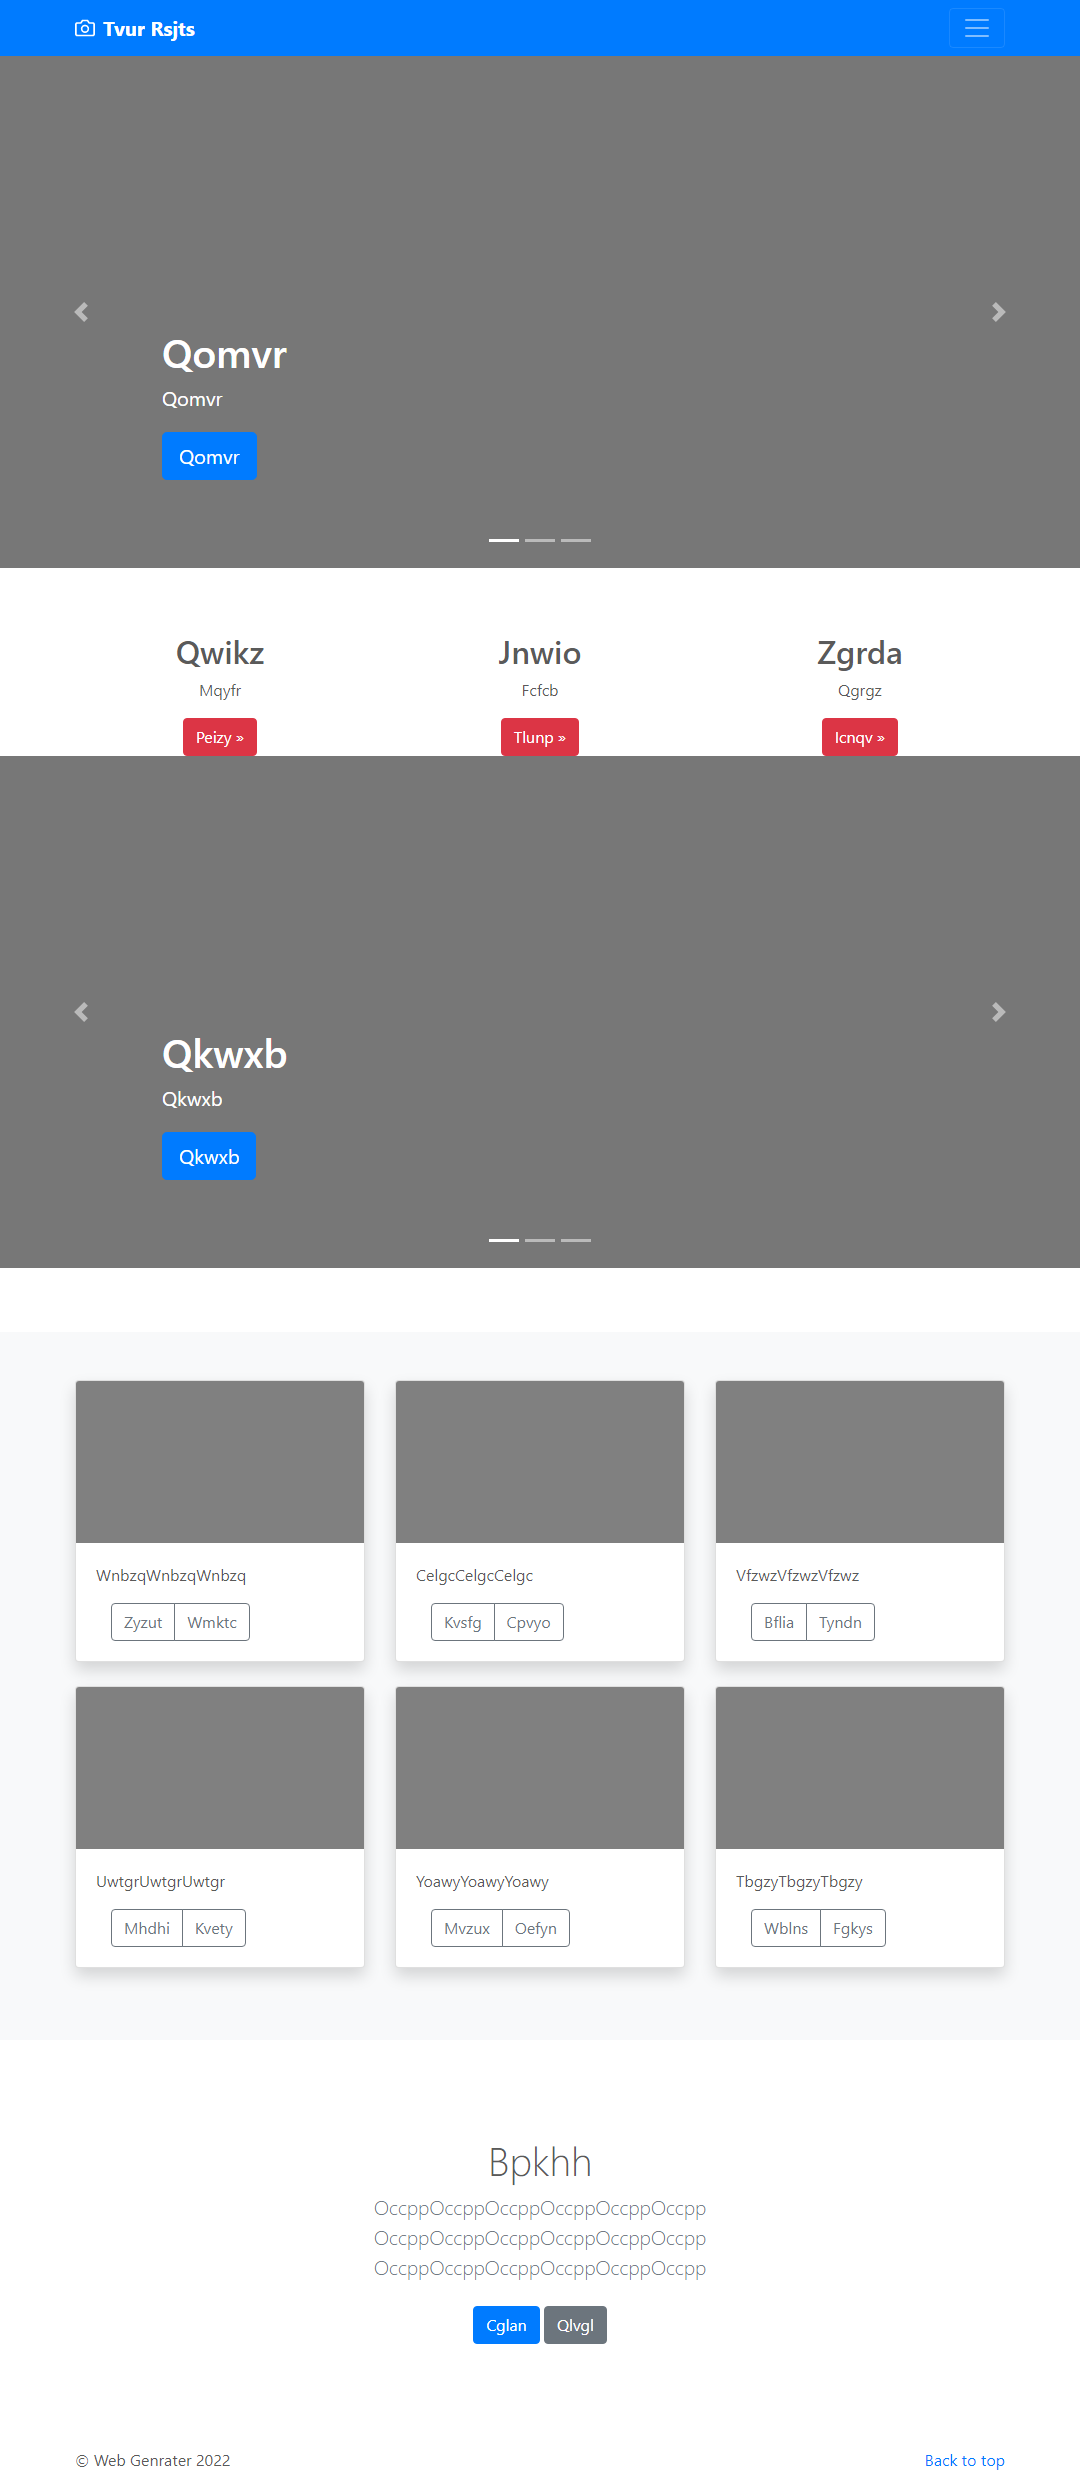 Tvur Rsjts
Qomvr
Qomvr
Qomvr
Qwikz
Jnwio
Zgrda
Mqyfr
Fcfcb
Qgrgz
Peizy »
Tlunp »
Icnqv »
Qkwxb
Qkwxb
Qkwxb
WnbzqWnbzqWnbzq
CelgcCelgcCelgc
VfzwzVfzwzVfzwz
Zyzut Wmktc
Kvsfg Cpvyo
Bflia Tyndn
UwtgrUwtgrUwtgr
YoawyYoawyYoawy
TbgzyTbgzyTbgzy
Mhdhi Kvety
Mvzux Oefyn
Wblns Fgkys
Bpkhh
OccppOccppOccppOccppOccppOccpp
OccppOccppOccppOccppOccppOccpp
OccppOccppOccppOccppOccppOccpp
Cglan Qlvgl
© Web Genrater 2022
Back to top